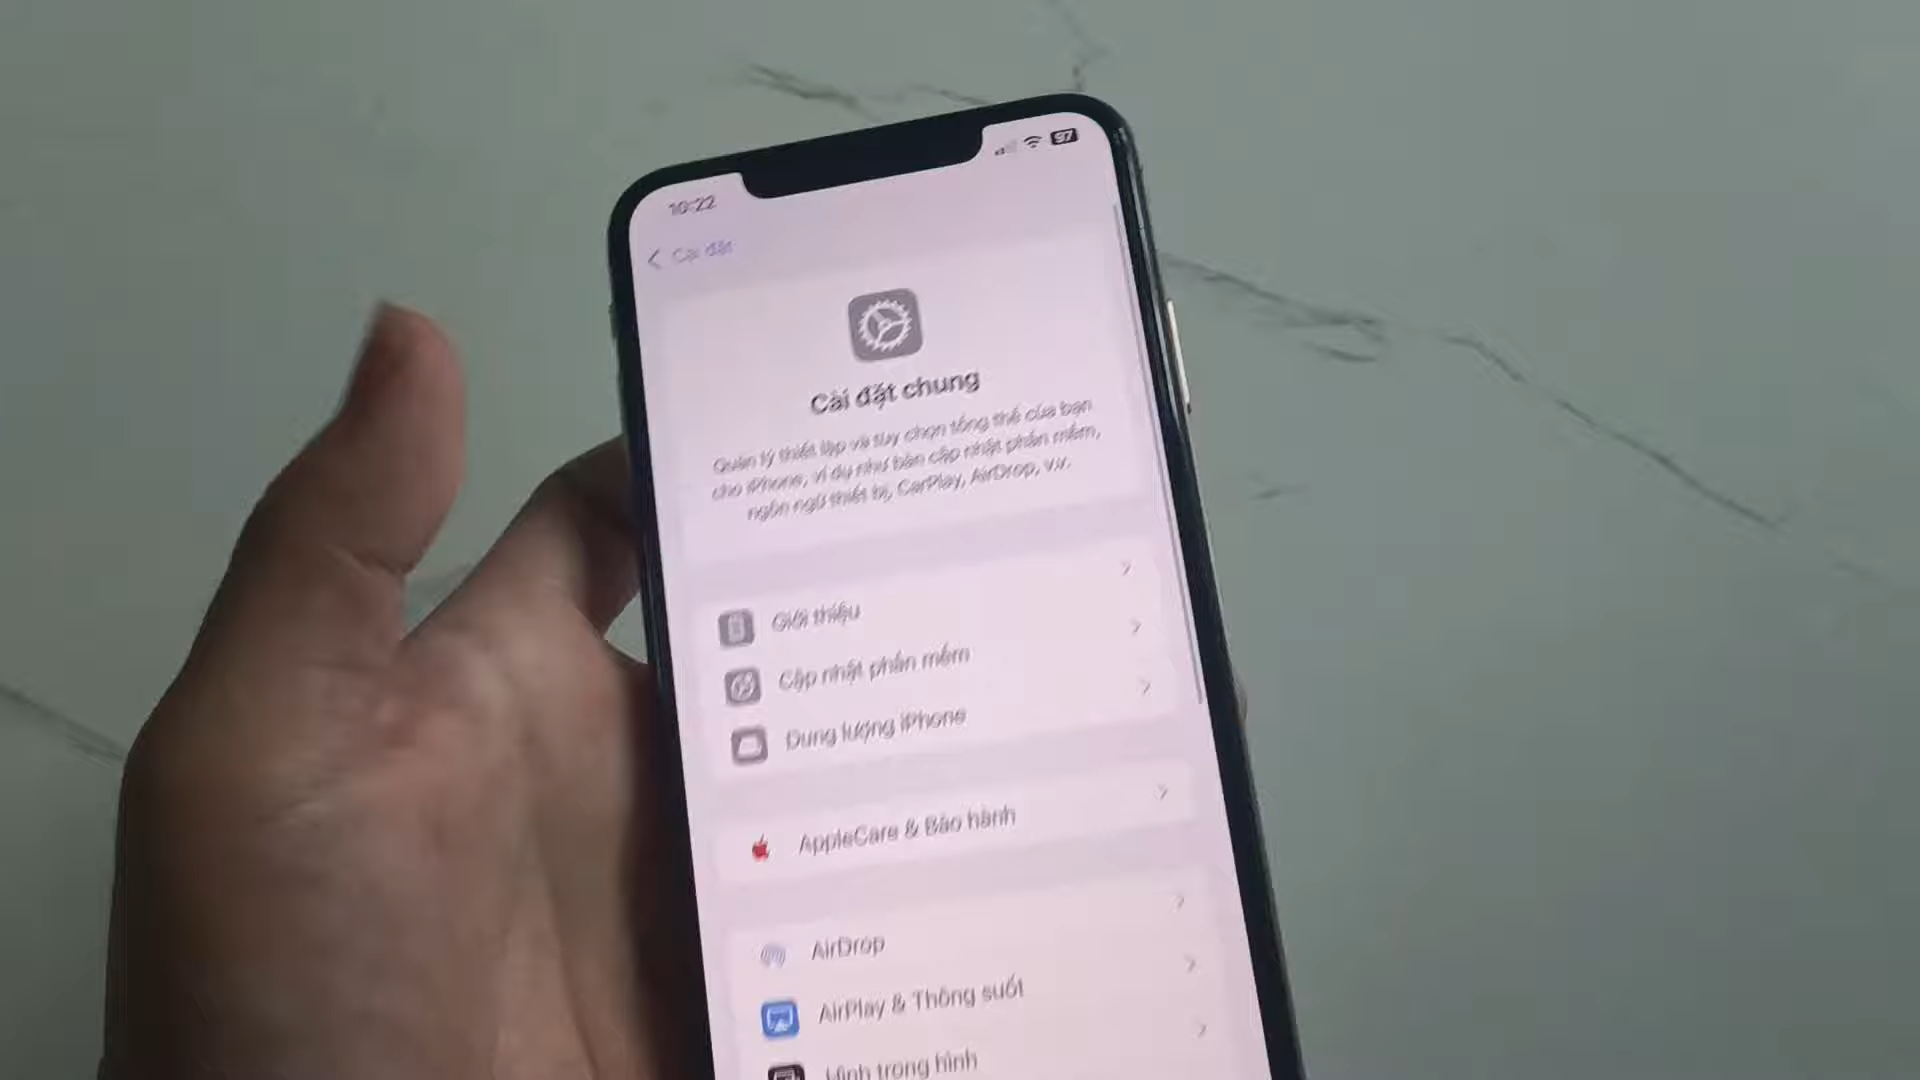 10:22
97
Cài đặt
Cài đặt chung
Quản lý thiết lập và tùy chọn tổng thể của bạn
cho iPhone, ví dụ như bản cập nhật phần mềm,
ngôn ngữ thiết bị, CarPlay, AirDrop, v.v.
Giới thiệu
Cập nhật phần mềm
Dung lượng iPhone
AppleCare & Bảo hành
AirDrop
AirPlay & Thông suốt
Hình trong hình